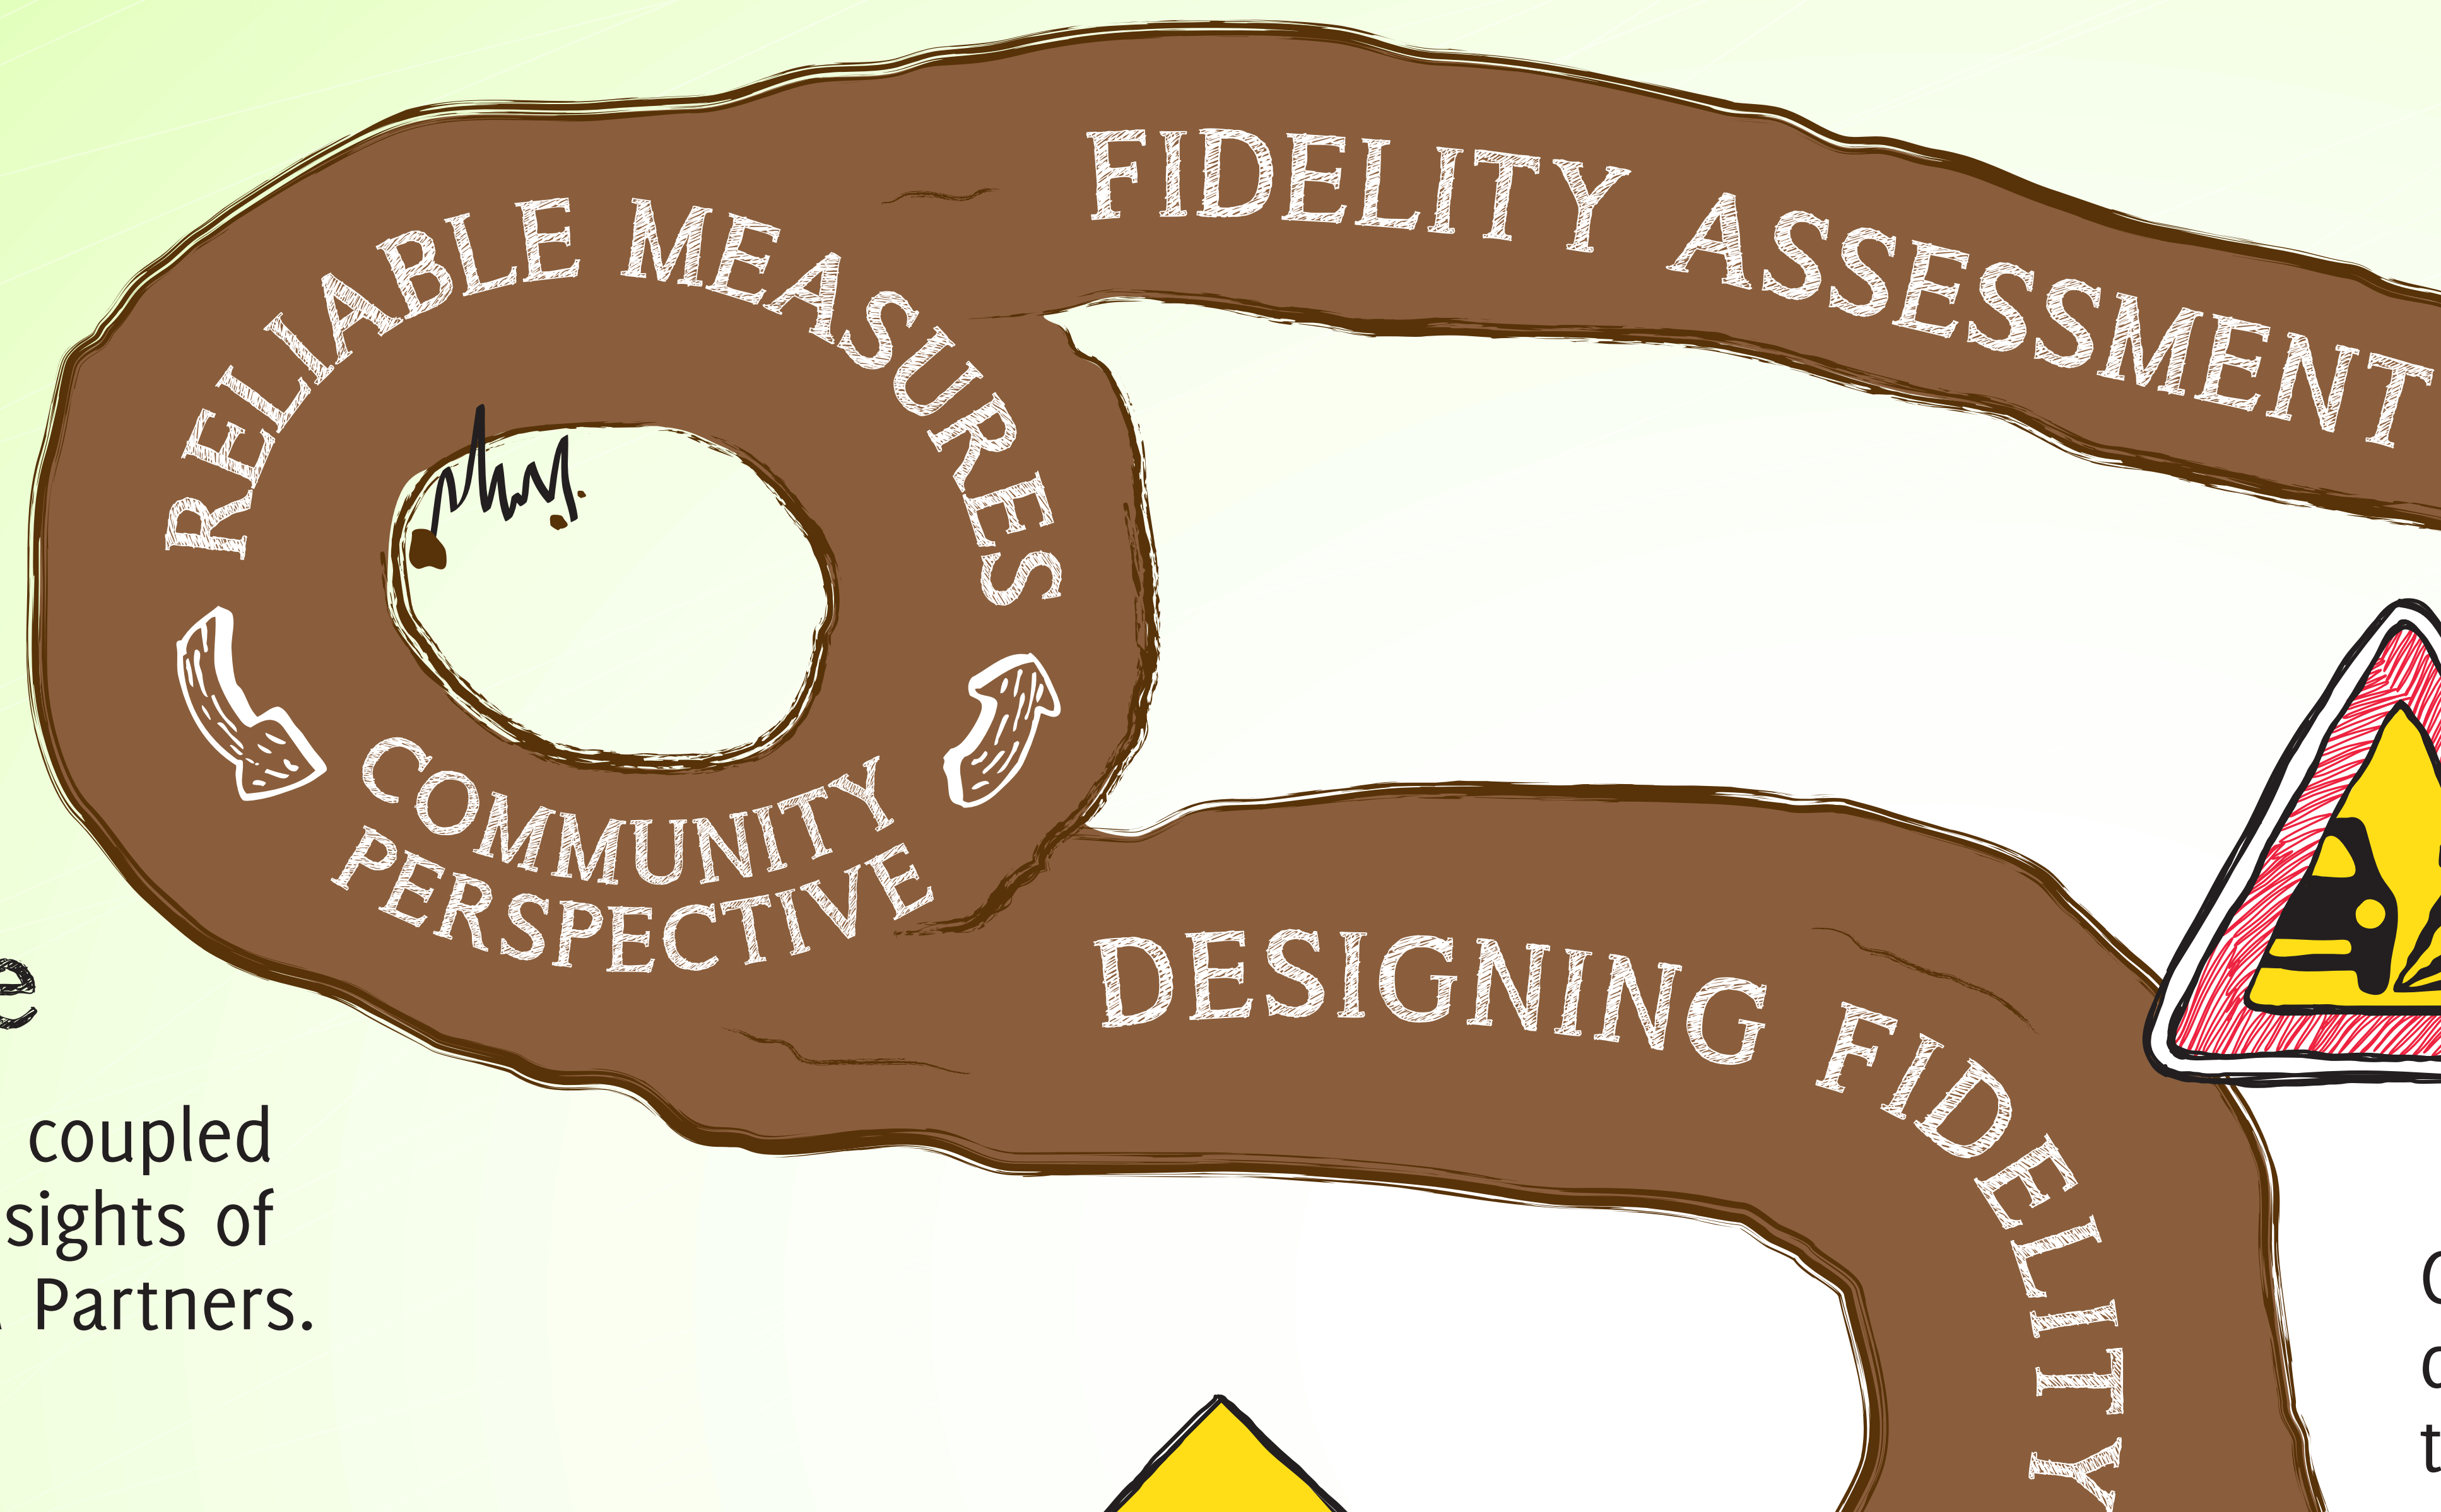 FIDELITY ASSESSMENT
RELIABLE MEASURES
COMMUNITY
PERSPECTIVE
DESIGNING FIDELITY
coupled
sights of
Partners.